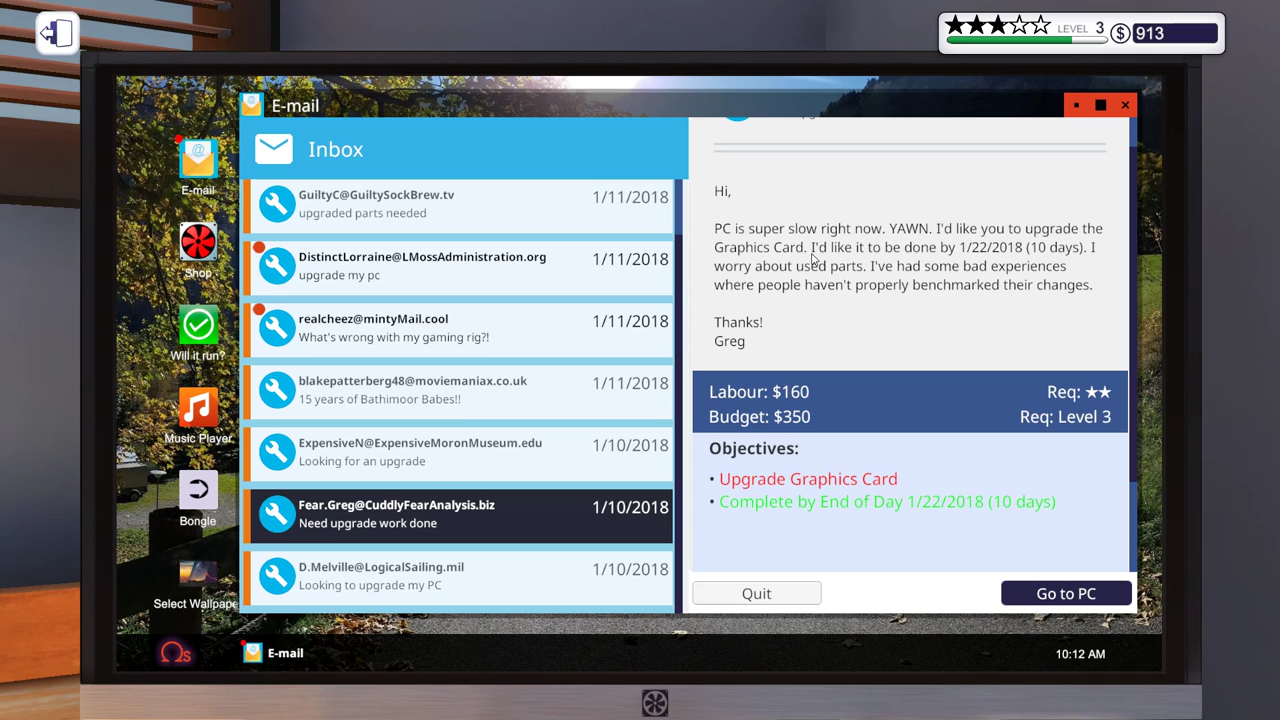 LEVEL 3
$ 913
E-mail
Inbox
GuiltyC@GuiltySockBrew.tv 1/11/2018
upgraded parts needed
DistinctLorraine@LMossAdministration.org 1/11/2018
upgrade my pc
realcheez@mintyMail.cool 1/11/2018
What's wrong with my gaming rig?!
blakepatterberg48@moviemaniax.co.uk 1/11/2018
15 years of Bathimoor Babes!!
ExpensiveN@ExpensiveMoronMuseum.edu 1/10/2018
Looking for an upgrade
Fear.Greg@CuddlyFearAnalysis.biz 1/10/2018
Need upgrade work done
D.Melville@LogicalSailing.mil 1/10/2018
Looking to upgrade my PC
Hi,
PC is super slow right now. YAWN. I'd like you to upgrade the
Graphics Card. I'd like it to be done by 1/22/2018 (10 days). I
worry about used parts. I've had some bad experiences
where people haven't properly benchmarked their changes.
Thanks!
Greg
Labour: $160 Req: ★★
Budget: $350 Req: Level 3
Objectives:
• Upgrade Graphics Card
• Complete by End of Day 1/22/2018 (10 days)
Quit
Go to PC
E-mail
Shop
Will it run?
Music Player
Bongle
Select Wallpape
Ωs
E-mail
10:12 AM